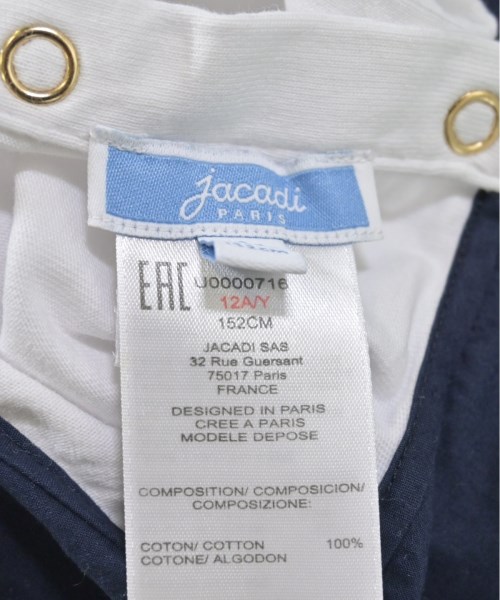 jacadi
PARIS
EAC
U0000716
12A/Y
152CM
JACADI SAS
32 Rue Guersant
75017 Paris
FRANCE
DESIGNED IN PARIS
CREE A PARIS
MODELE DEPOSE
COMPOSITION/ COMPOSICION/
COMPOSIZIONE:
COTON/ COTTON 100%
COTONE/ ALGODON